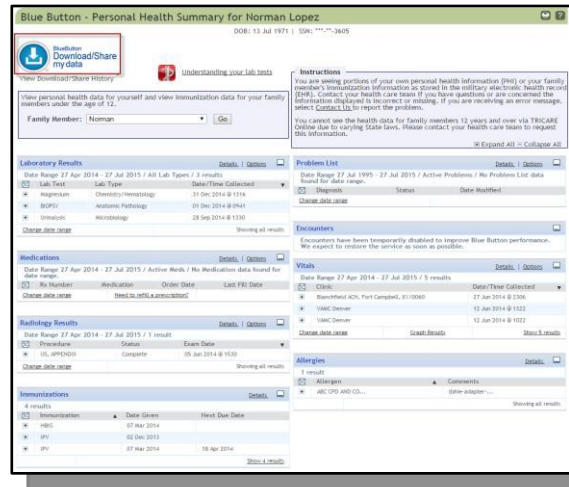 Blue Button - Personal Health Summary for Norman Lopez
DOB: 13 Jul 1971 | SSN: ***-**-3605
BlueButton
Download/Share
my data
View Download/Share History
Understanding your lab tests
View personal health data for yourself and view immunization data for your family
members under the age of 12.
Family Member: Norman Go
Instructions
You are seeing portions of your own personal health information (PHI) or your family
member's immunization information as stored in the military electronic health record
(EHR). Contact your health care team if you have questions or are concerned the
information displayed is incorrect or missing. If you are receiving an error message,
select Contact Us to report the problem.
You cannot see the health data for family members 12 years and over via TRICARE
Online due to varying State laws. Please contact your health care team to request
this information.
Expand All Collapse All
Laboratory Results Details | Options
Date Range 27 Apr 2014 - 27 Jul 2015 / All Lab Types / 3 results
Lab Test Lab Type Date/Time Collected
Magnesium Chemistry/Hematology 31 Dec 2014 @ 1316
BIOPSY Anatomic Pathology 01 Dec 2014 @ 0941
Urinalysis Microbiology 28 Sep 2014 @ 1330
Change date range Showing all results
Medications Details | Options
Date Range 27 Apr 2014 - 27 Jul 2015 / Active Meds / No Medication data found for
date range.
Rx Number Medication Order Date Last Fill Date
Change date range Need to refill a prescription?
Radiology Results Details | Options
Date Range 27 Apr 2014 - 27 Jul 2015 / 1 result
Procedure Status Exam Date
US, APPENDIX Complete 05 Jun 2014 @ 1530
Change date range Showing all results
Immunizations Details
4 results
Immunization Date Given Next Due Date
HBIG 07 Mar 2014
IPV 02 Dec 2013
IPV 07 Mar 2014 18 Apr 2014
Show 4 results
Problem List Details | Options
Date Range 27 Jul 1995 - 27 Jul 2015 / Active Problems / No Problem List data
found for date range.
Diagnosis Status Date Modified
Change date range
Encounters
Encounters have been temporarily disabled to improve Blue Button performance.
We expect to restore the service as soon as possible.
Vitals Details | Options
Date Range 27 Apr 2014 - 27 Jul 2015 / 5 results
Clinic Date/Time Collected
Blanchfield ACH, Fort Campbell, KY/0060 27 Jun 2014 @ 2306
VAMC Denver 12 Jun 2014 @ 1322
VAMC Denver 12 Jun 2014 @ 1022
Change date range Graph Results Show 5 results
Allergies Details
1 result
Allergen Comments
ABC CPD AND CO...
Showing all results